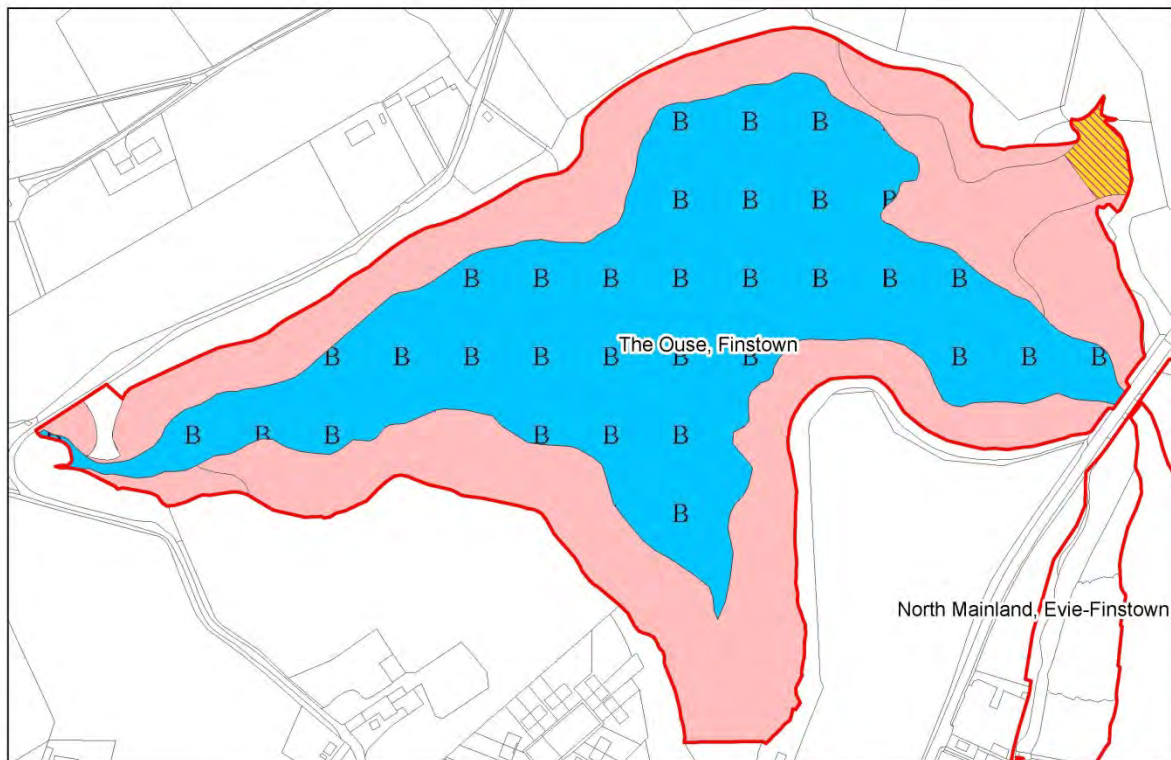 B B B
B B B B
B B B B B B B B
The Ouse, Finstown
B B B B B B B B B B
B B B B B B
B
North Mainland, Evie-Finstown